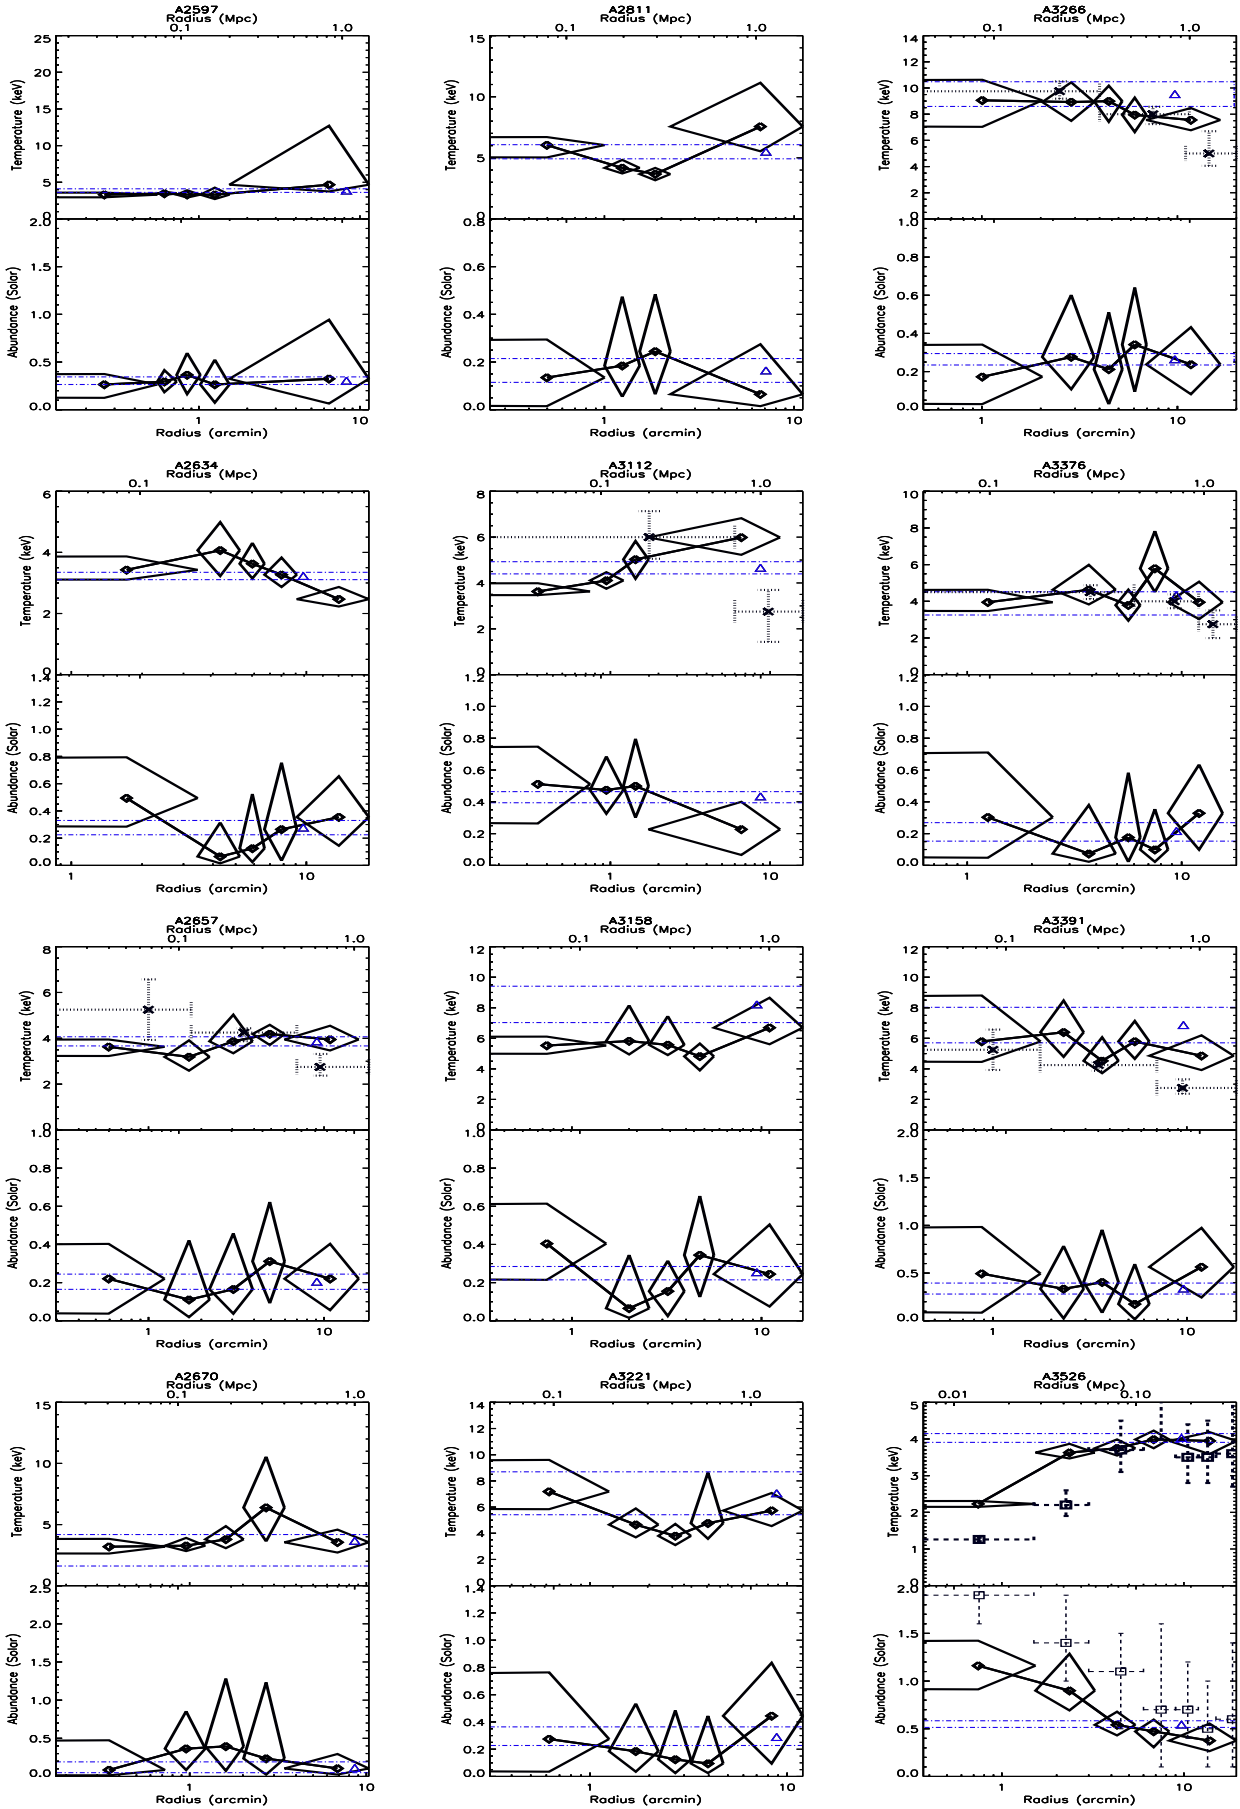 A2597
Radius (Mpc)
0.1 1.0
25
20
15
10
5
0
Temperature (keV)
2.0
1.5
1.0
0.5
0.0
Abundance (Solar)
1 10
Radius (arcmin)
A2811
Radius (Mpc)
0.1 1.0
15
10
5
0
Temperature (keV)
0.8
0.6
0.4
0.2
0.0
Abundance (Solar)
1 10
Radius (arcmin)
A3266
Radius (Mpc)
0.1 1.0
14
12
10
8
6
4
2
0
Temperature (keV)
1.0
0.8
0.6
0.4
0.2
0.0
Abundance (Solar)
1 10
Radius (arcmin)
A2634
Radius (Mpc)
0.1
6
4
2
0
Temperature (keV)
1.4
1.2
1.0
0.8
0.6
0.4
0.2
0.0
Abundance (Solar)
1 10
Radius (arcmin)
A3112
Radius (Mpc)
0.1 1.0
8
6
4
2
0
Temperature (keV)
1.2
1.0
0.8
0.6
0.4
0.2
0.0
Abundance (Solar)
1 10
Radius (arcmin)
A3376
Radius (Mpc)
0.1 1.0
10
8
6
4
2
0
Temperature (keV)
1.2
1.0
0.8
0.6
0.4
0.2
0.0
Abundance (Solar)
1 10
Radius (arcmin)
A2657
Radius (Mpc)
0.1 1.0
8
6
4
2
0
Temperature (keV)
1.0
0.8
0.6
0.4
0.2
0.0
Abundance (Solar)
1 10
Radius (arcmin)
A3158
Radius (Mpc)
0.1 1.0
12
10
8
6
4
2
0
Temperature (keV)
1.0
0.8
0.6
0.4
0.2
0.0
Abundance (Solar)
1 10
Radius (arcmin)
A3391
Radius (Mpc)
0.1 1.0
12
10
8
6
4
2
0
Temperature (keV)
2.0
1.5
1.0
0.5
0.0
Abundance (Solar)
1 10
Radius (arcmin)
A2670
Radius (Mpc)
0.1 1.0
15
10
5
0
Temperature (keV)
2.5
2.0
1.5
1.0
0.5
0.0
Abundance (Solar)
1 10
Radius (arcmin)
A3221
Radius (Mpc)
0.1 1.0
14
12
10
8
6
4
2
0
Temperature (keV)
1.4
1.2
1.0
0.8
0.6
0.4
0.2
0.0
Abundance (Solar)
1 10
Radius (arcmin)
A3526
Radius (Mpc)
0.01 0.10
5
4
3
2
1
0
Temperature (keV)
2.0
1.5
1.0
0.5
0.0
Abundance (Solar)
1 10
Radius (arcmin)